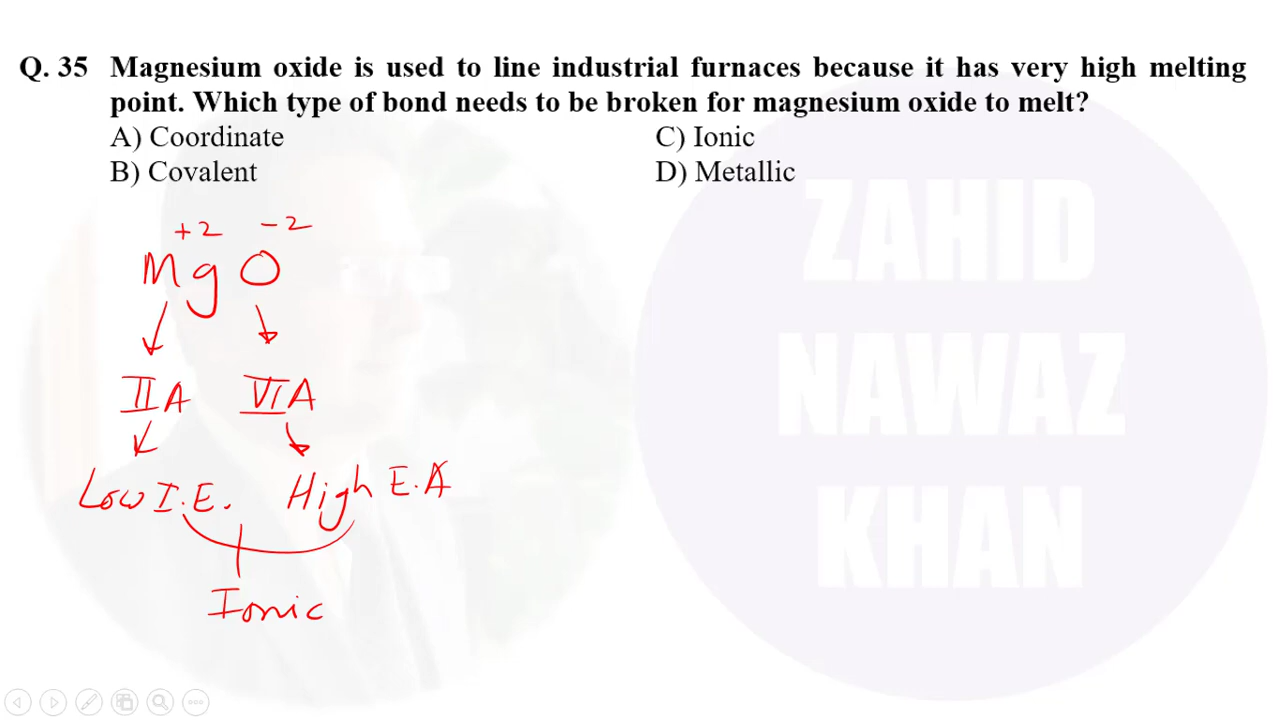 Q. 35 Magnesium oxide is used to line industrial furnaces because it has very high melting
point. Which type of bond needs to be broken for magnesium oxide to melt?
A) Coordinate
C) Ionic
B) Covalent
D) Metallic
+2 -2
MgO
IIA VIA
Low I.E. High E.A
Ionic
ZAHID
NAWAZ
KHAN